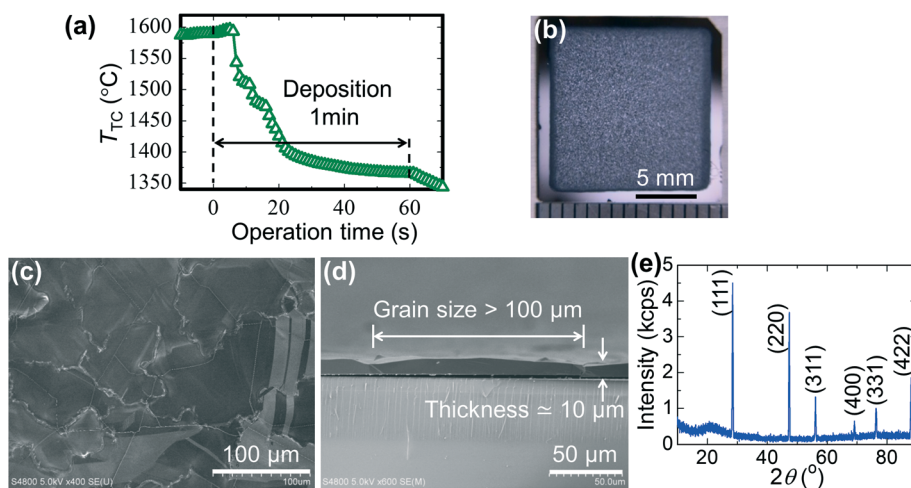 (a)
1600
1550
1500
1450
1400
1350
T_TC (°C)
Deposition
1min
0
20
40
60
Operation time (s)
(b)
5 mm
(c)
100 µm
S4800 5.0kV x400 SE(U)
100um
(d)
Grain size > 100 µm
Thickness ≃ 10 µm
50 µm
S4800 5.0kV x600 SE(M)
50.0um
(e)
5
4
3
2
1
0
Intensity (kcps)
(111)
(220)
(311)
(400)
(331)
(422)
20
40
60
80
2θ (°)